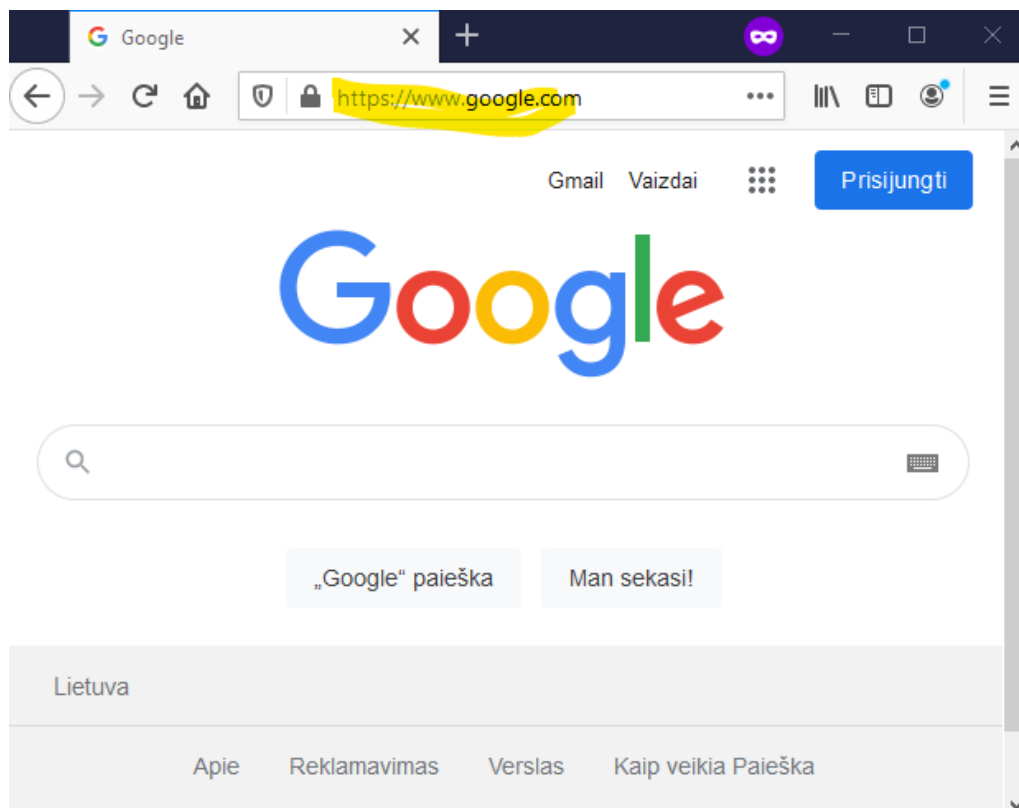 Google
https://www.google.com
Gmail Vaizdai Prisijungti
Google
„Google“ paieška Man sekasi!
Lietuva
Apie Reklamavimas Verslas Kaip veikia Paieška